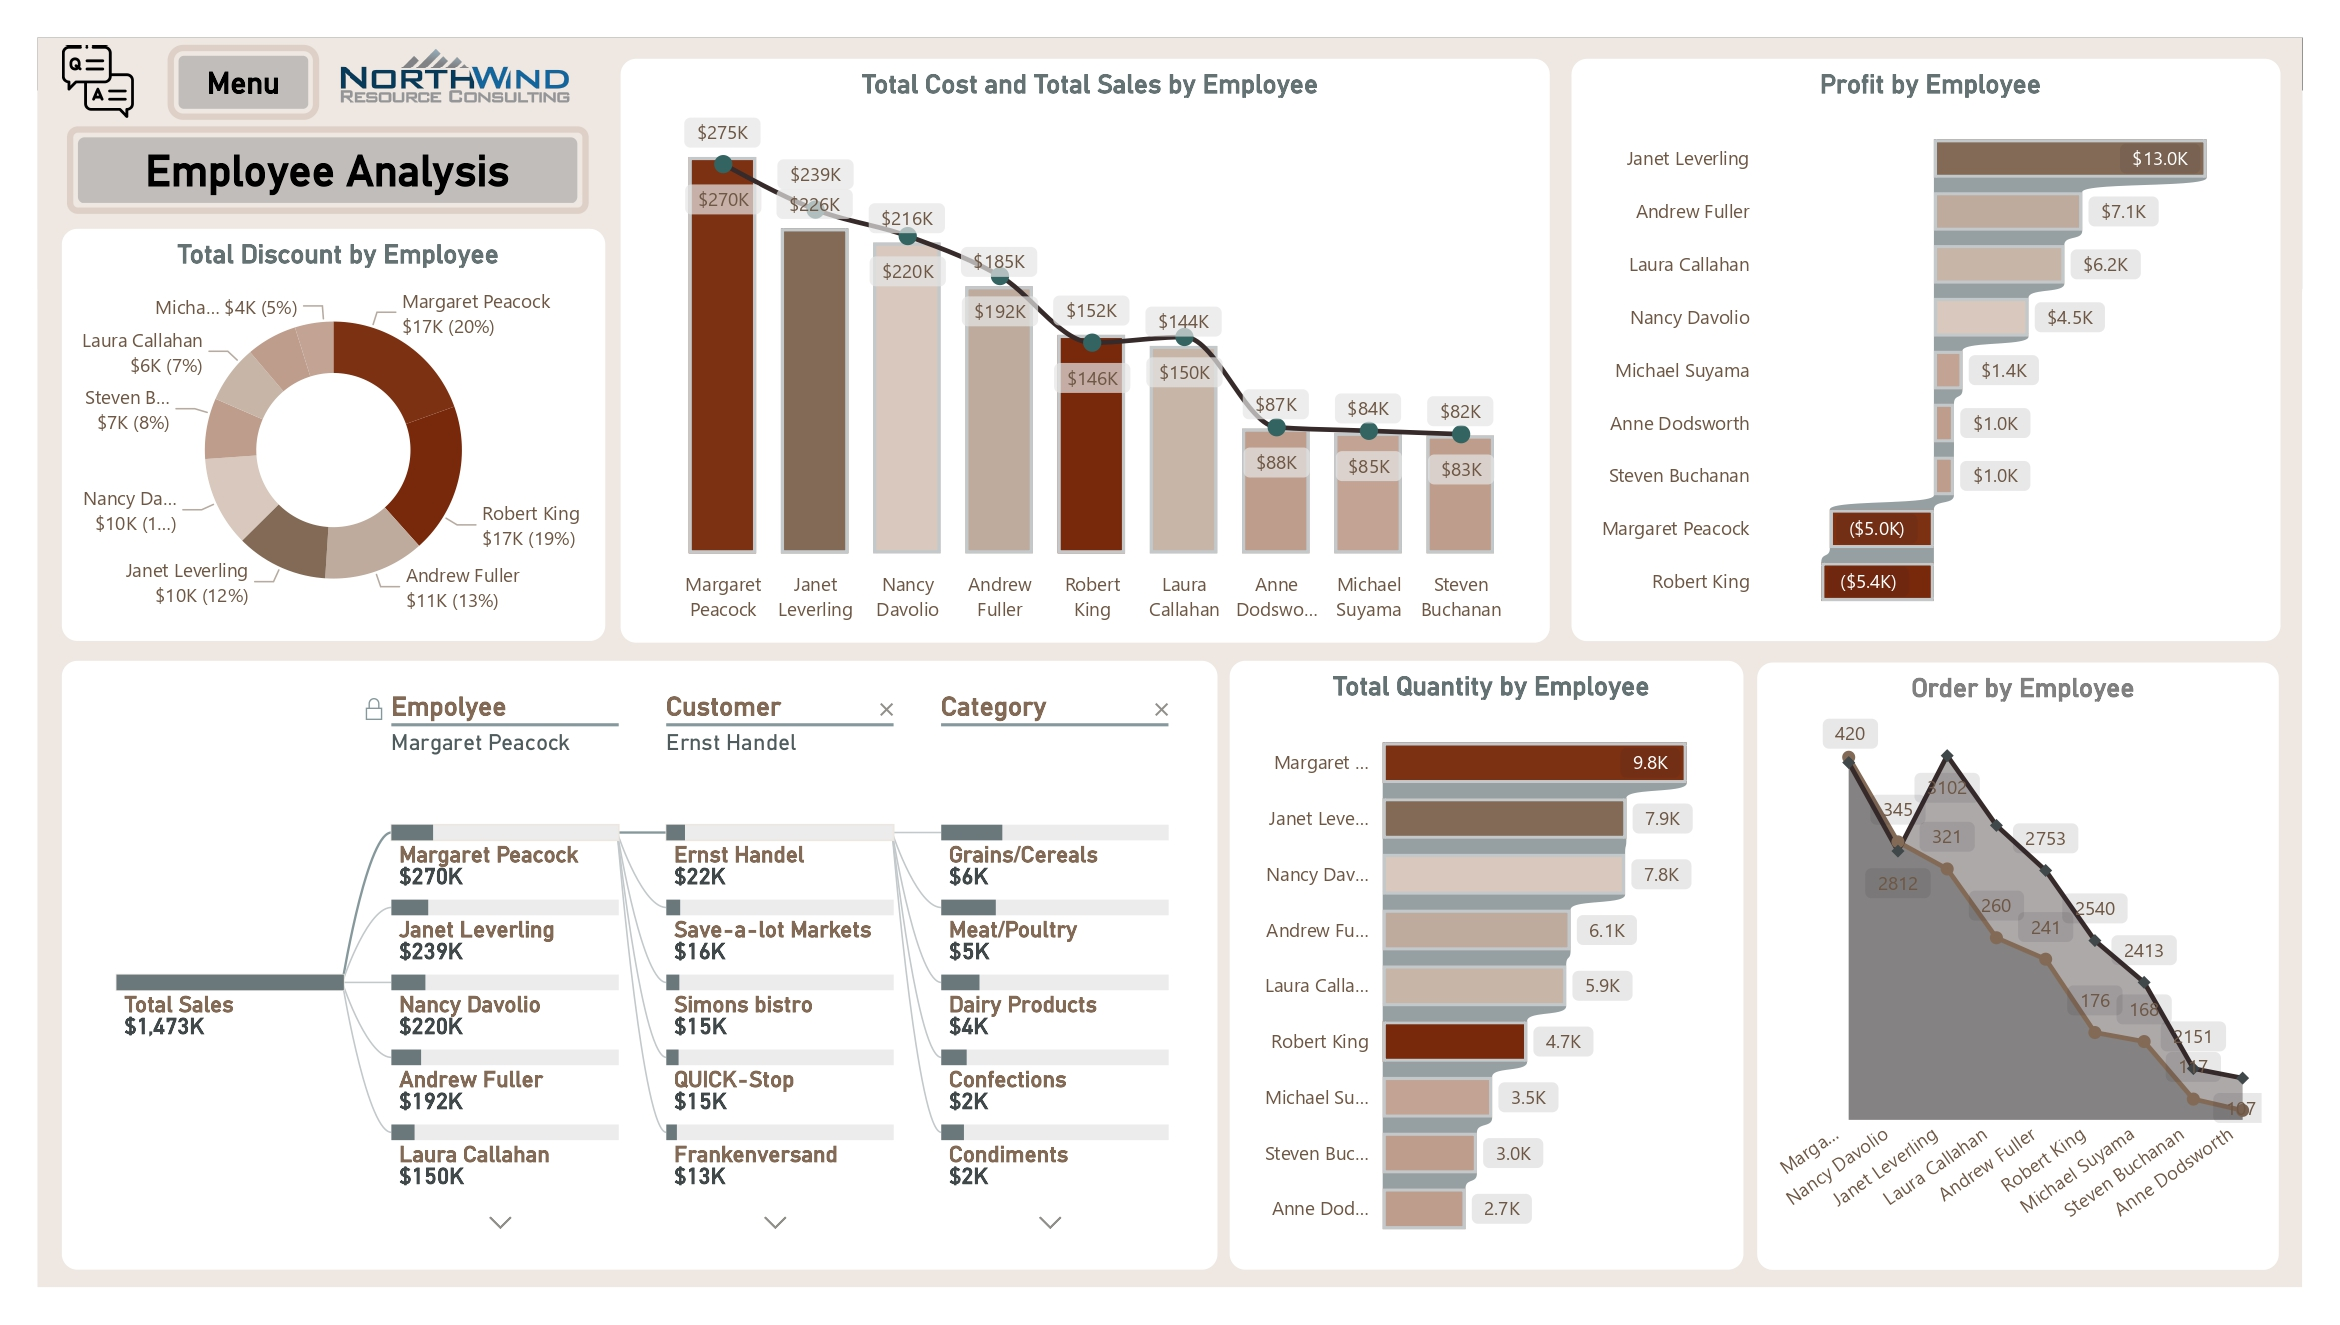 Q
A
Menu
NORTHWIND
RESOURCE CONSULTING
Employee Analysis
Total Discount by Employee
Micha... $4K (5%)
Margaret Peacock
$17K (20%)
Laura Callahan
$6K (7%)
Steven B...
$7K (8%)
Nancy Da...
$10K (1...)
Robert King
$17K (19%)
Janet Leverling
$10K (12%)
Andrew Fuller
$11K (13%)
Total Cost and Total Sales by Employee
$275K
$239K
$216K
$185K
$152K
$144K
$87K
$84K
$82K
$270K
$226K
$220K
$192K
$146K
$150K
$88K
$85K
$83K
Margaret
Peacock
Janet
Leverling
Nancy
Davolio
Andrew
Fuller
Robert
King
Laura
Callahan
Anne
Dodswo...
Michael
Suyama
Steven
Buchanan
Profit by Employee
Janet Leverling $13.0K
Andrew Fuller $7.1K
Laura Callahan $6.2K
Nancy Davolio $4.5K
Michael Suyama $1.4K
Anne Dodsworth $1.0K
Steven Buchanan $1.0K
Margaret Peacock ($5.0K)
Robert King ($5.4K)
Empolyee
Margaret Peacock
Customer
Ernst Handel
Category
Total Sales
$1,473K
Margaret Peacock
$270K
Janet Leverling
$239K
Nancy Davolio
$220K
Andrew Fuller
$192K
Laura Callahan
$150K
Ernst Handel
$22K
Save-a-lot Markets
$16K
Simons bistro
$15K
QUICK-Stop
$15K
Frankenversand
$13K
Grains/Cereals
$6K
Meat/Poultry
$5K
Dairy Products
$4K
Confections
$2K
Condiments
$2K
Total Quantity by Employee
Margaret ... 9.8K
Janet Leve... 7.9K
Nancy Dav... 7.8K
Andrew Fu... 6.1K
Laura Calla... 5.9K
Robert King 4.7K
Michael Su... 3.5K
Steven Buc... 3.0K
Anne Dod... 2.7K
Order by Employee
420
345
3102
321
2753
2812
260
241
2540
2413
176
168
2151
117
107
Marga...
Nancy Davolio
Janet Leverling
Laura Callahan
Andrew Fuller
Robert King
Michael Suyama
Steven Buchanan
Anne Dodsworth